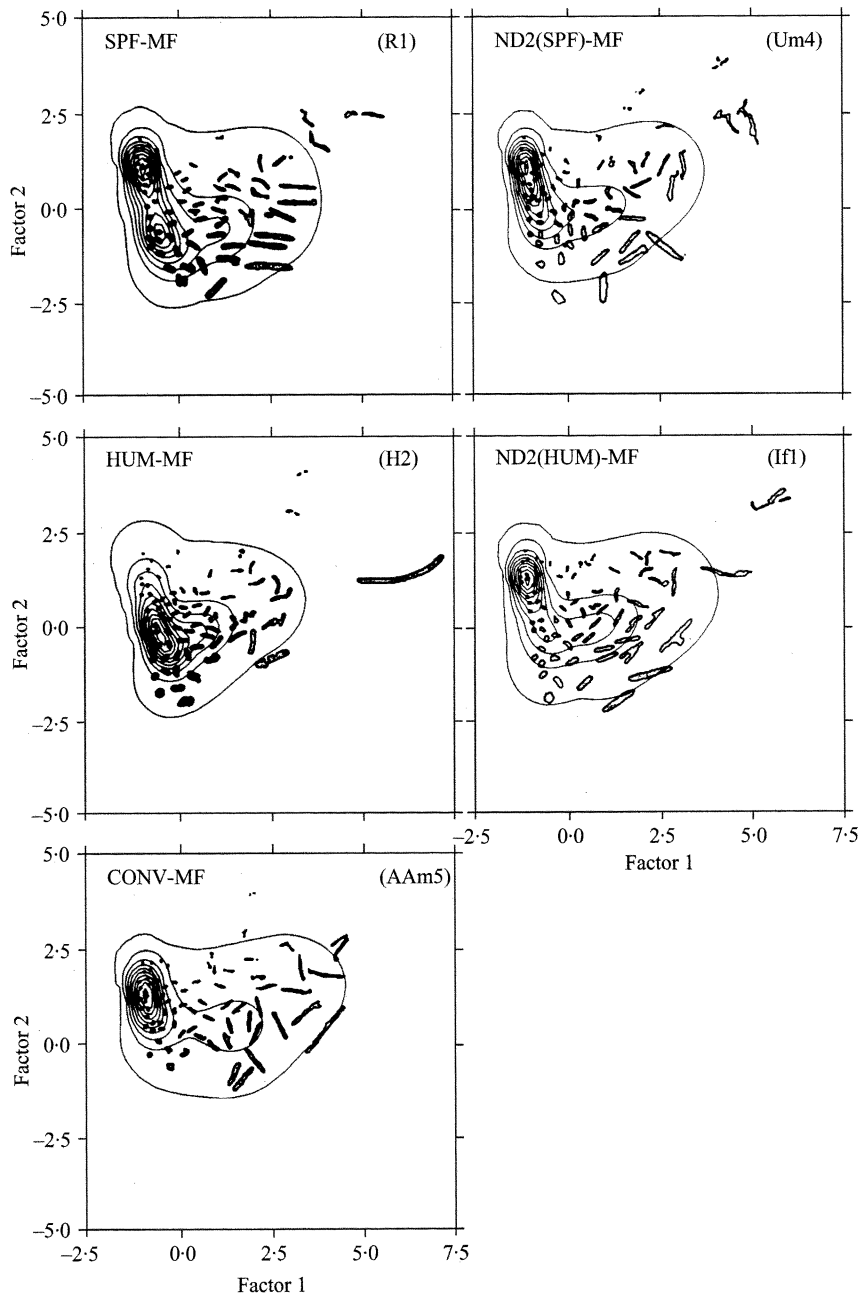 5·0
SPF-MF (R1)
2·5
0·0
−2·5
−5·0
Factor 2
ND2(SPF)-MF (Um4)
5·0
HUM-MF (H2)
2·5
0·0
−2·5
−5·0
Factor 2
ND2(HUM)-MF (If1)
−2·5 0·0 2·5 5·0 7·5
Factor 1
5·0
CONV-MF (AAm5)
2·5
0·0
−2·5
−5·0
Factor 2
−2·5 0·0 2·5 5·0 7·5
Factor 1